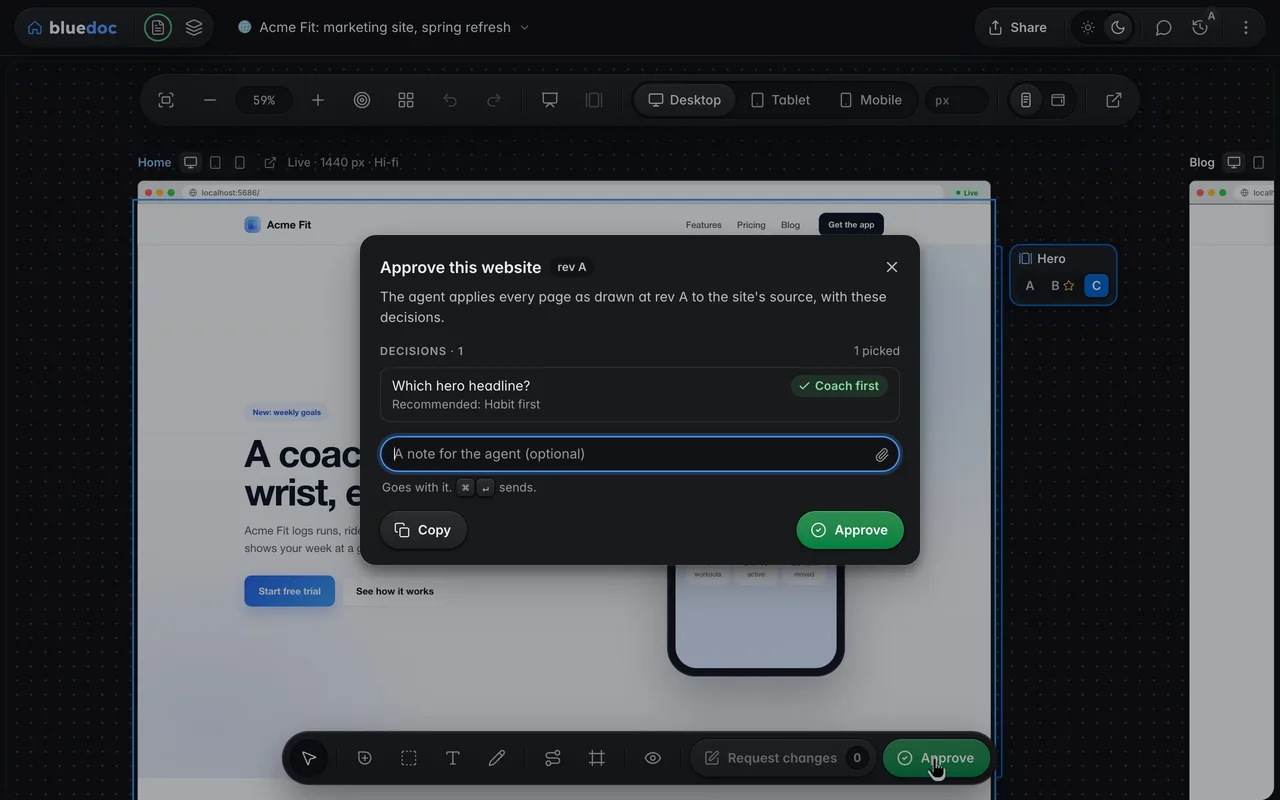 bluedoc
Acme Fit: marketing site, spring refresh
Share
A
59%
Desktop
Tablet
Mobile
px
Home
Live · 1440 px · Hi-fi
Blog
localhost:5686/
Live
Acme Fit
Features
Pricing
Blog
Get the app
Hero
A
B
C
Approve this website
rev A
The agent applies every page as drawn at rev A to the site's source, with these
decisions.
DECISIONS · 1
1 picked
Which hero headline?
Coach first
Recommended: Habit first
A note for the agent (optional)
Goes with it. ⌘ ↵ sends.
Copy
Approve
New: weekly goals
A coac
wrist, e
Acme Fit logs runs, ride
shows your week at a g
Start free trial
See how it works
workouts
active
moved
Request changes
0
Approve